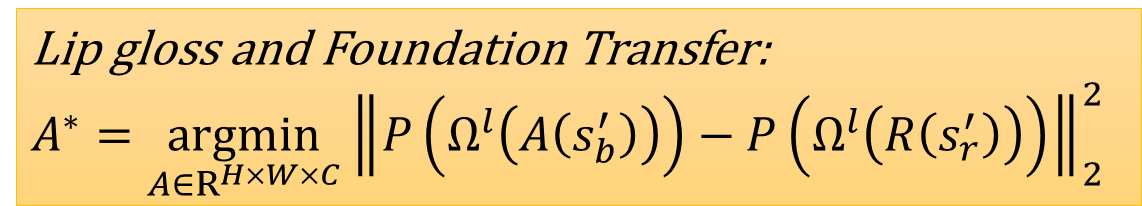 Lip gloss and Foundation Transfer:
A* = argmin_{A∈R^{H×W×C}} ‖P(Ω^l(A(s′_b))) − P(Ω^l(R(s′_r)))‖_2^2